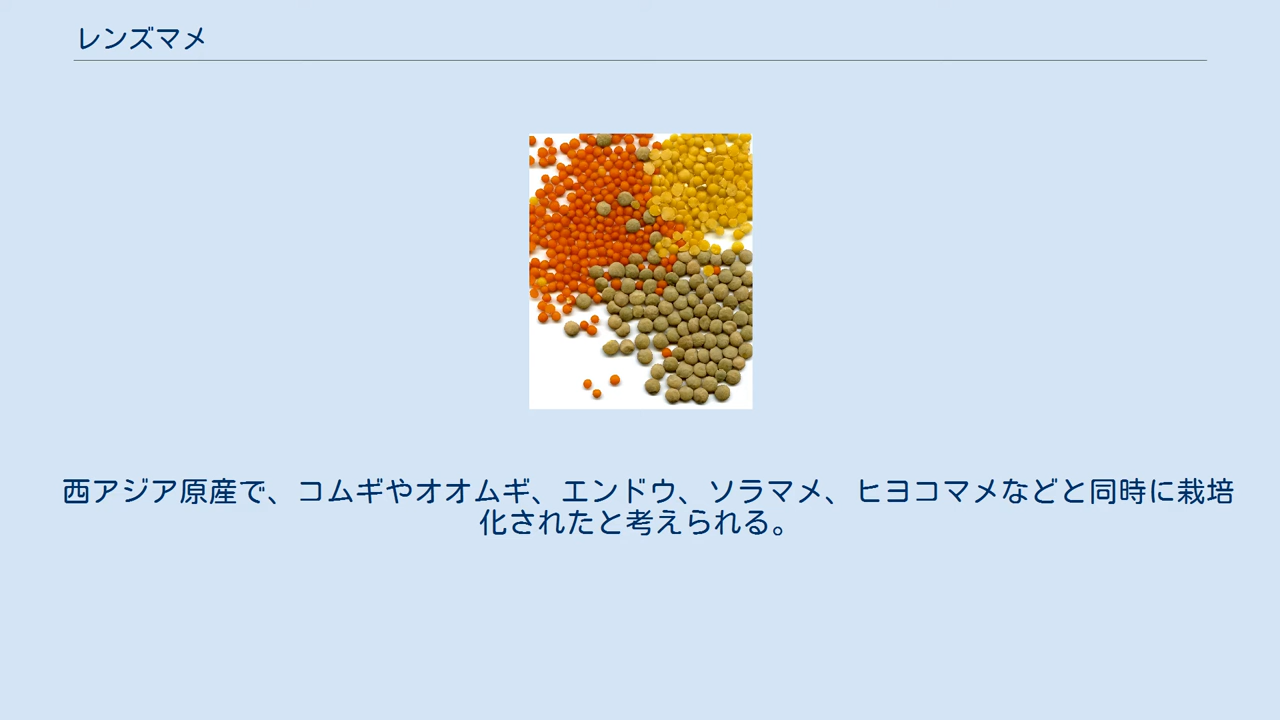 レンズマメ
西アジア原産で、コムギやオオムギ、エンドウ、ソラマメ、ヒヨコマメなどと同時に栽培
化されたと考えられる。